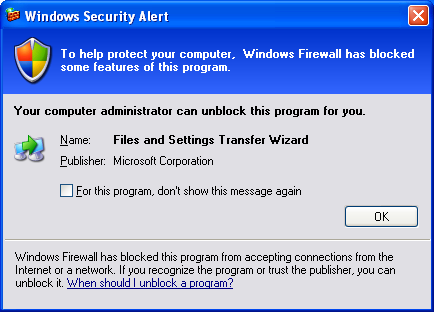 Windows Security Alert
To help protect your computer,  Windows Firewall has blocked
some features of this program.
Your computer administrator can unblock this program for you.
Name: Files and Settings Transfer Wizard
Publisher: Microsoft Corporation
For this program, don't show this message again
OK
Windows Firewall has blocked this program from accepting connections from the
Internet or a network. If you recognize the program or trust the publisher, you can
unblock it. When should I unblock a program?